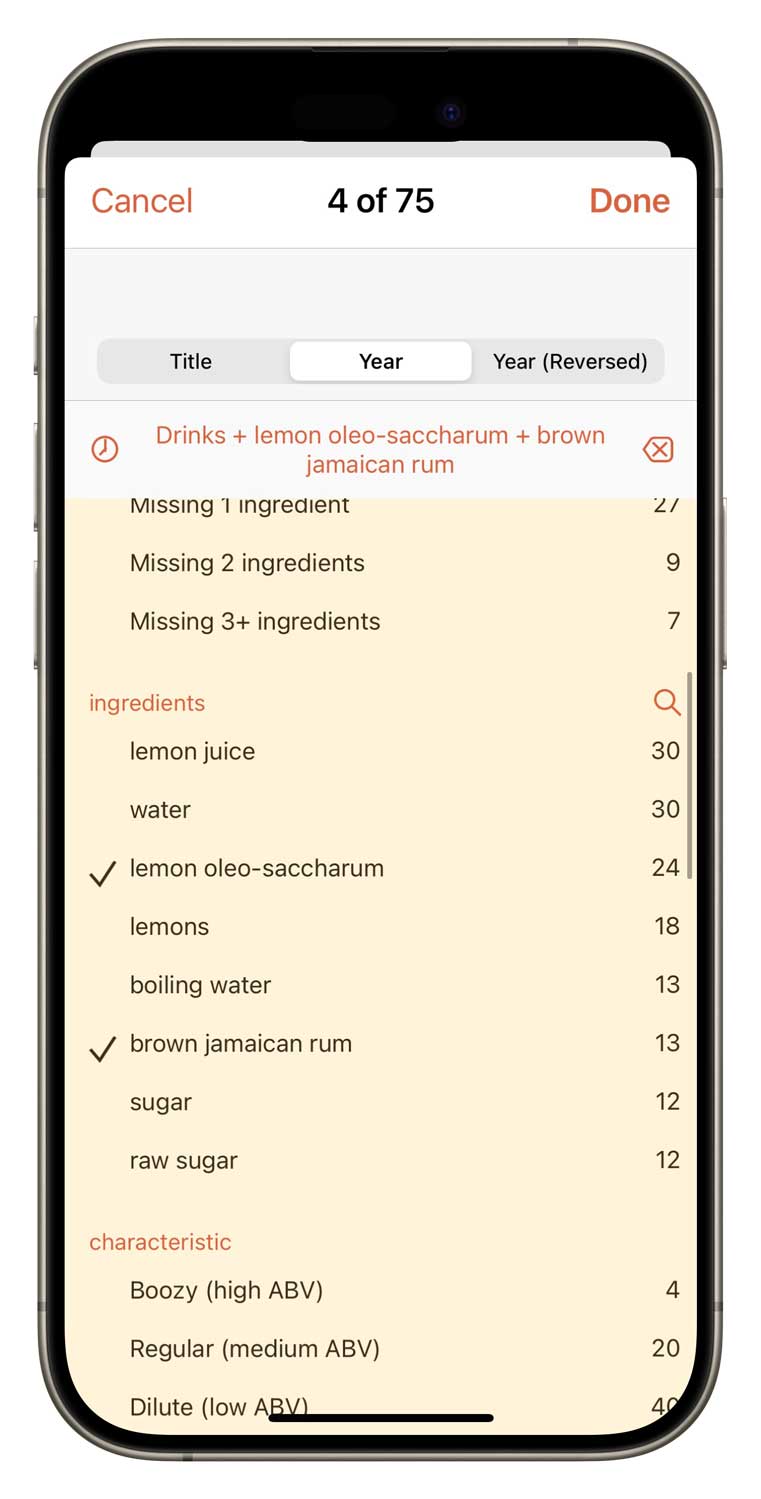 Cancel
4 of 75
Done
Title
Year
Year (Reversed)
Drinks + lemon oleo-saccharum + brown
jamaican rum
Missing 1 ingredient 27
Missing 2 ingredients 9
Missing 3+ ingredients 7
ingredients
lemon juice 30
water 30
lemon oleo-saccharum 24
lemons 18
boiling water 13
brown jamaican rum 13
sugar 12
raw sugar 12
characteristic
Boozy (high ABV) 4
Regular (medium ABV) 20
Dilute (low ABV) 40